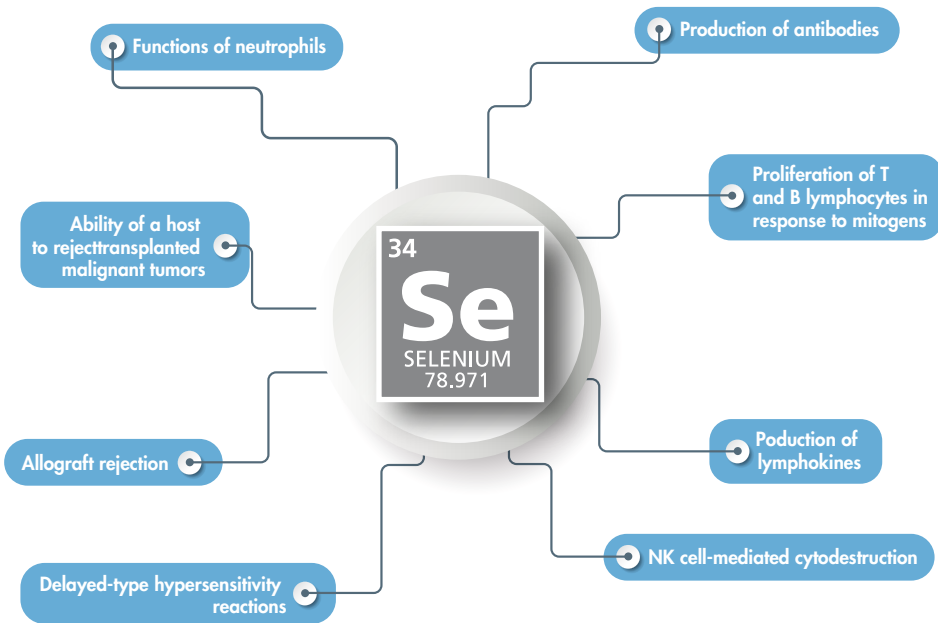 Functions of neutrophils
Production of antibodies
Proliferation of T
and B lymphocytes in
response to mitogens
Ability of a host
to rejecttransplanted
malignant tumors
34
Se
SELENIUM
78.971
Allograft rejection
Poduction of
lymphokines
NK cell-mediated cytodestruction
Delayed-type hypersensitivity
reactions